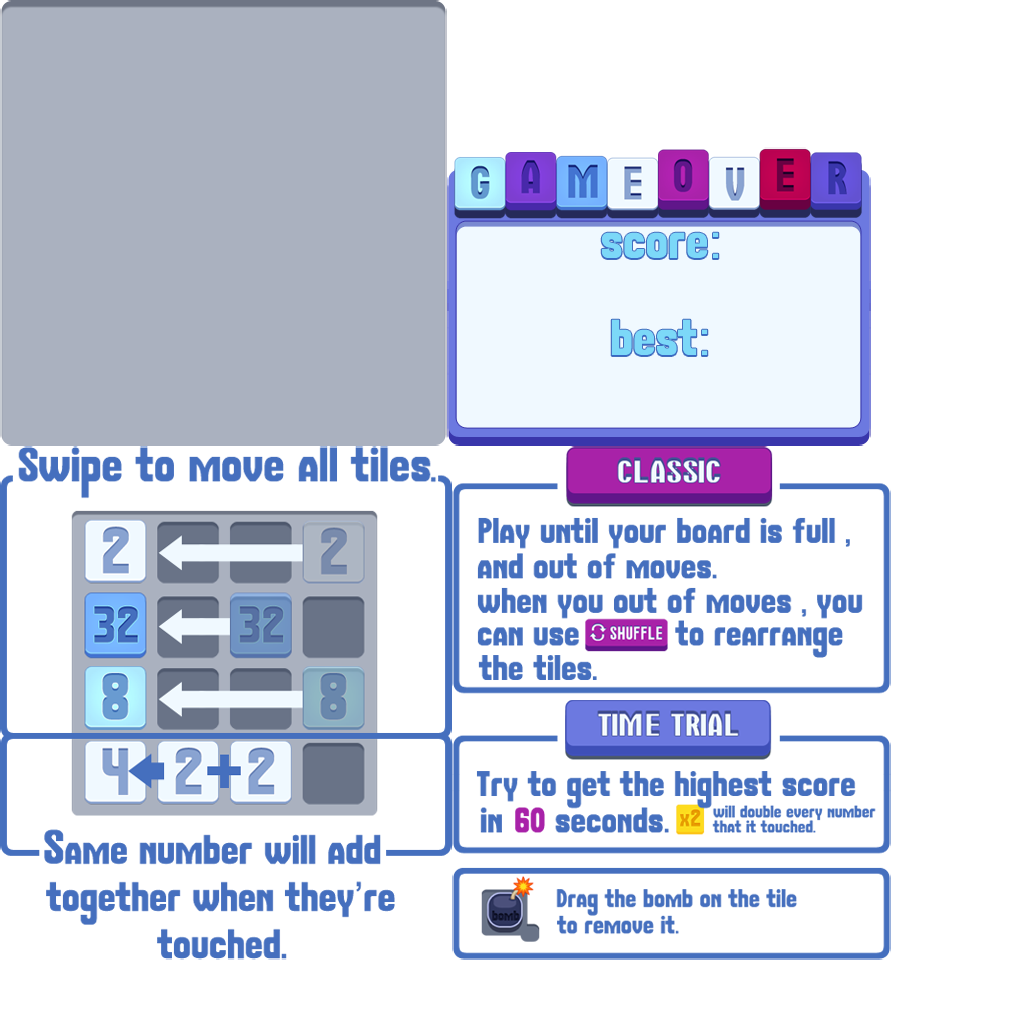 GAME OVER
score:
best:
Swipe to move all tiles.
2 2
32 32
8 8
4 2 + 2
Same number will add
together when they're
touched.
CLASSIC
Play until your board is full ,
and out of moves.
when you out of moves , you
can use SHUFFLE to rearrange
the tiles.
TIME TRIAL
Try to get the highest score
in 60 seconds. x2 will double every number
that it touched.
bomb
Drag the bomb on the tile
to remove it.